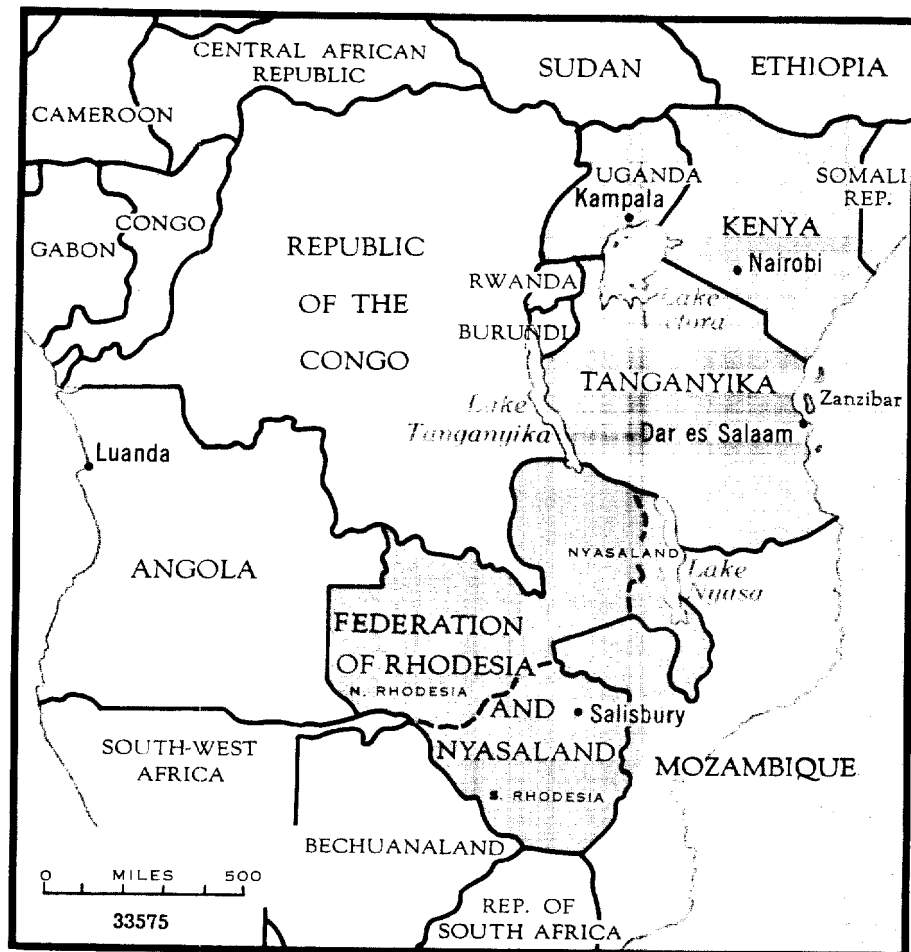 CENTRAL AFRICAN
REPUBLIC
SUDAN
ETHIOPIA
CAMEROON
UGANDA
Kampala
SOMALI
REP.
CONGO
GABON
KENYA
Nairobi
REPUBLIC
OF THE
CONGO
RWANDA
Lake
BURUNDI
TANGANYIKA
Zanzibar
Lake
Tanganyika
Dar es Salaam
Luanda
NYASALAND
ANGOLA
Lake
Nyasa
FEDERATION
OF RHODESIA
N. RHODESIA
AND
Salisbury
NYASALAND
SOUTH-WEST
AFRICA
MOZAMBIQUE
S. RHODESIA
BECHUANALAND
0 MILES 500
33575
REP. OF
SOUTH AFRICA